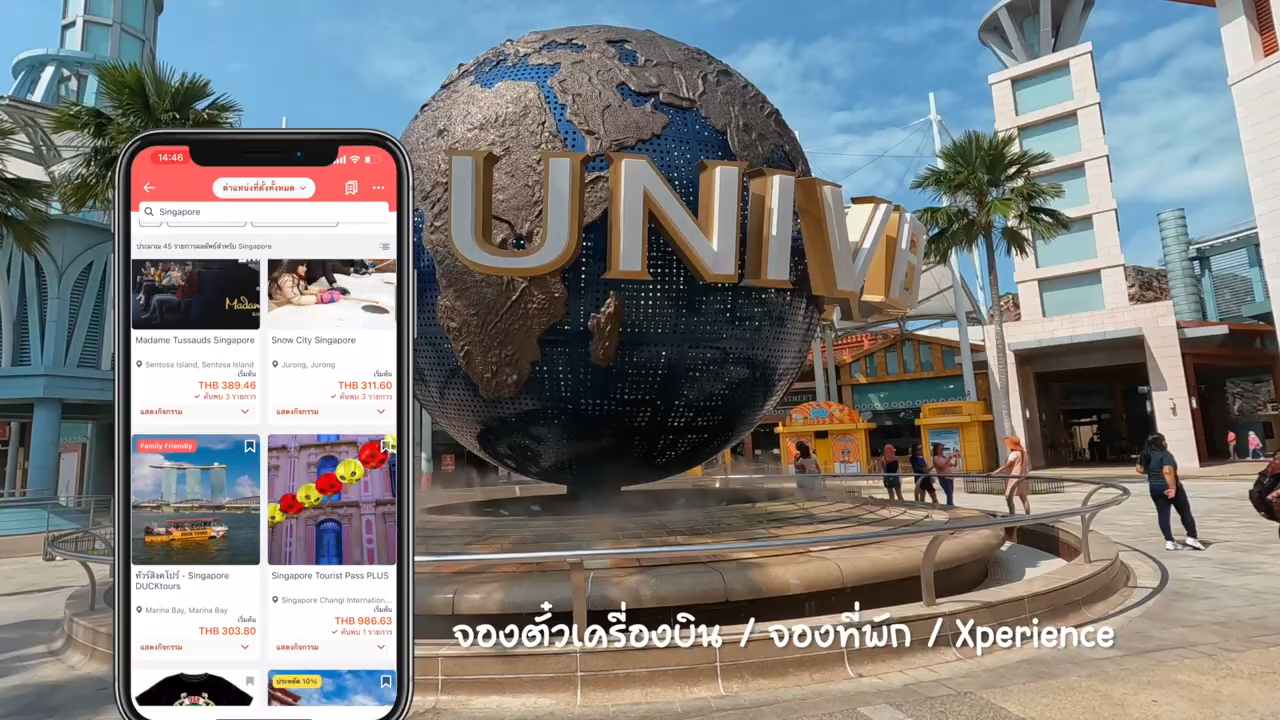 14:46
ตำแหน่งที่ตั้งทั้งหมด
Singapore
ประมาณ 45 รายการผลลัพธ์สำหรับ Singapore
Madame Tussauds Singapore
Sentosa Island, Sentosa Island
เริ่มต้น
THB 389.46
ค้นพบ 3 รายการ
แสดงกิจกรรม
Snow City Singapore
Jurong, Jurong
เริ่มต้น
THB 311.60
ค้นพบ 3 รายการ
แสดงกิจกรรม
Family Friendly
DUCK TOURS
ทัวร์สิงคโปร์ - Singapore
DUCKtours
Marina Bay, Marina Bay
เริ่มต้น
THB 303.80
แสดงกิจกรรม
Singapore Tourist Pass PLUS
Singapore Changi Internation...
เริ่มต้น
THB 986.63
ค้นพบ 1 รายการ
แสดงกิจกรรม
ประหยัด 10%
UNIVE
STREET
จองตั๋วเครื่องบิน / จองที่พัก / Xperience